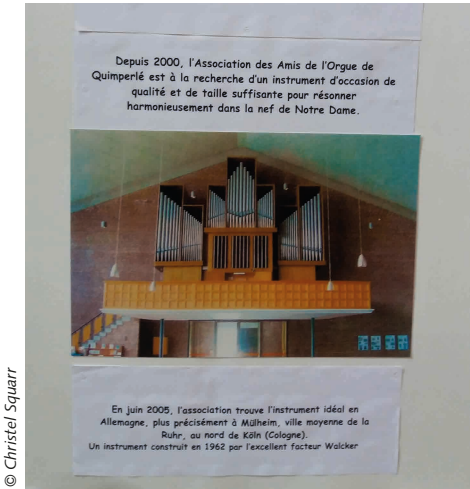 Depuis 2000, l'Association des Amis de l'Orgue de
Quimperlé est à la recherche d'un instrument d'occasion de
qualité et de taille suffisante pour résonner
harmonieusement dans la nef de Notre Dame.
En juin 2005, l'association trouve l'instrument idéal en
Allemagne, plus précisément à Mülheim, ville moyenne de la
Ruhr, au nord de Köln (Cologne).
Un instrument construit en 1962 par l'excellent facteur Walcker
© Christel Squarr